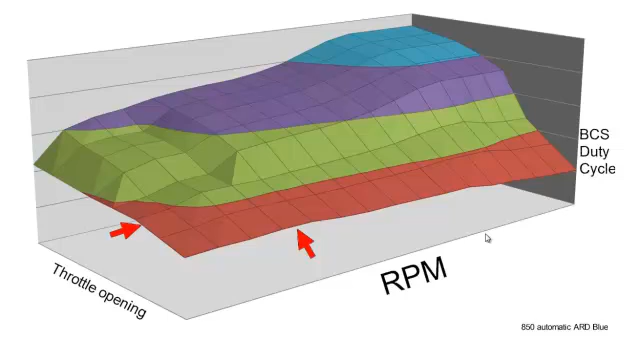 BCS
Duty
Cycle
Throttle opening
RPM
850 automatic ARD Blue